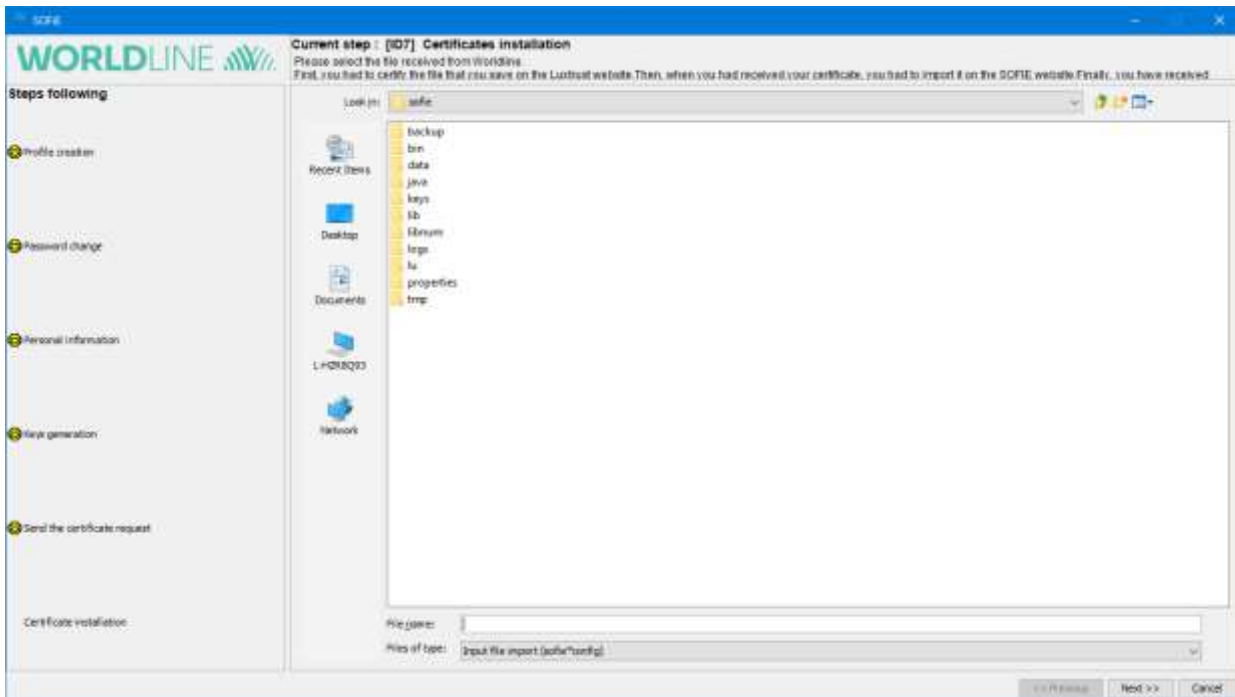 SOFiE
WORLDLINE
Current step : [ID7] Certificates installation
Please select the file received from Worldline.
First, you had to certify the file that you save on the Luxtrust website.Then, when you had received your certificate, you had to import it on the SOFIE website.Finally, you have received
Steps following
Look in: sofie
Profile creation
Password change
Personal Information
Keys generation
Send the certificate request
Certificate installation
Recent Items
Desktop
Documents
Network
backup
bin
data
java
keys
lib
logs
lu
properties
tmp
File name:
Files of type: Input file import
<< Previous Next >> Cancel